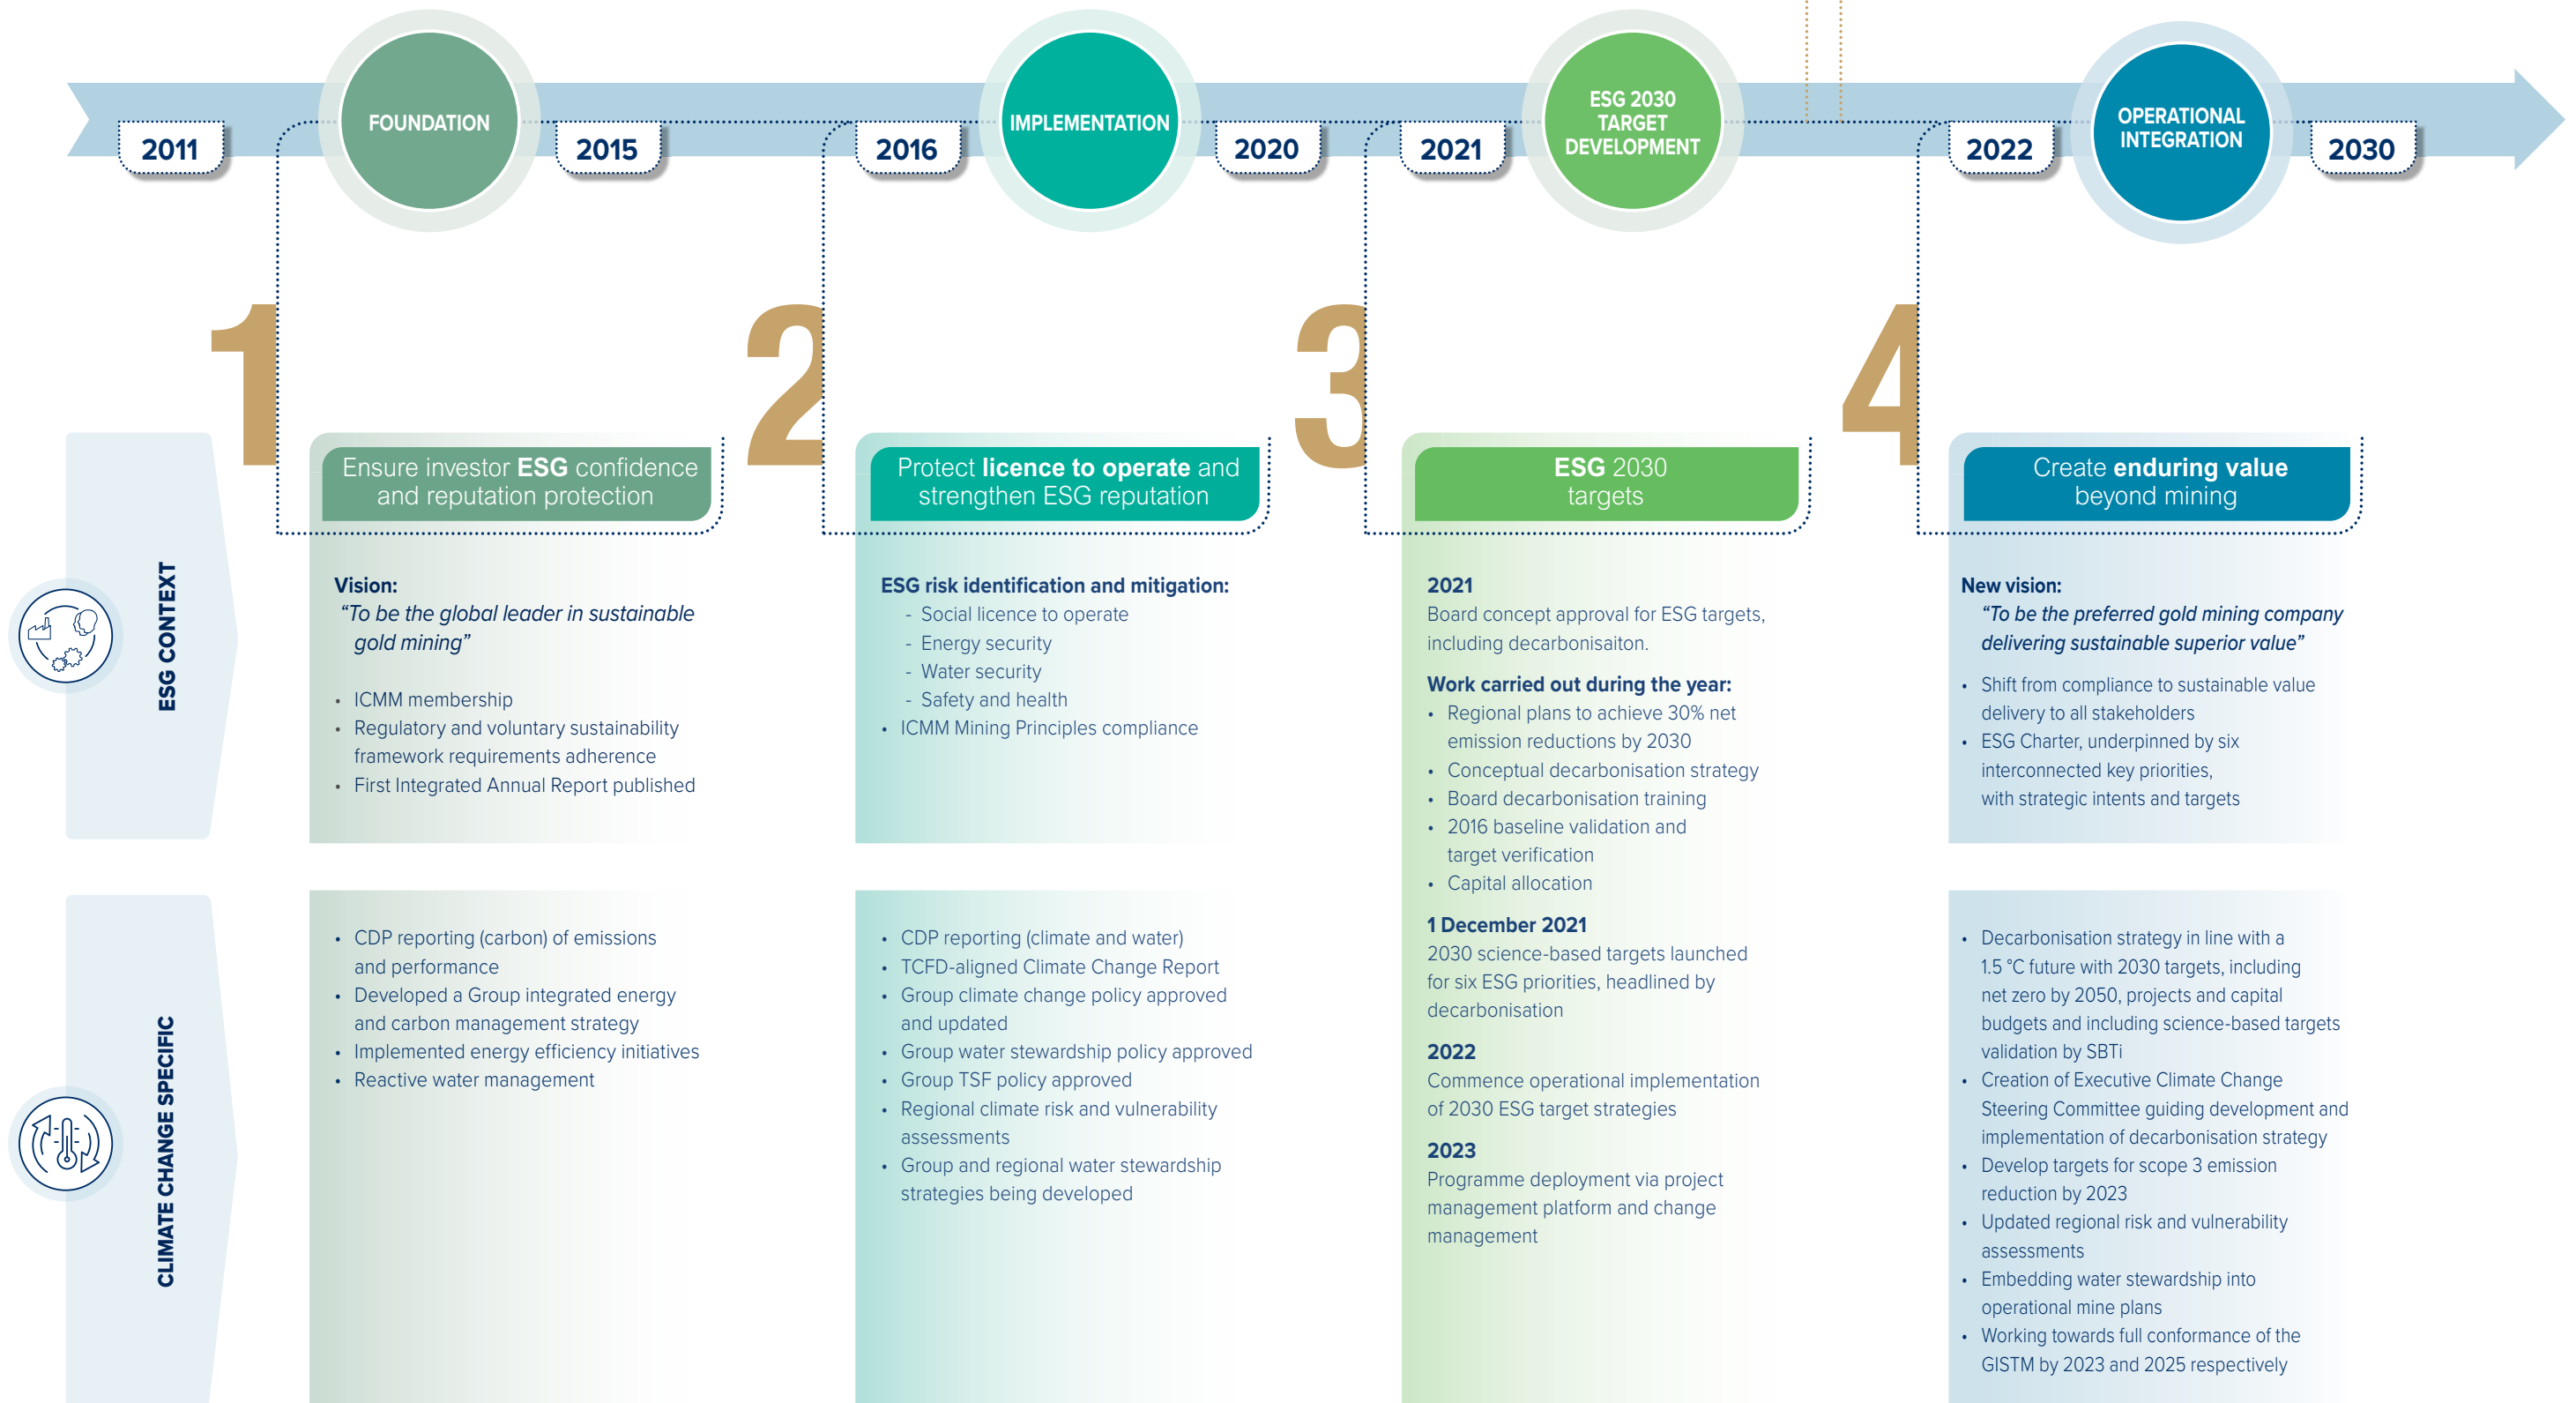 FOUNDATION
IMPLEMENTATION
ESG 2030
TARGET
DEVELOPMENT
OPERATIONAL
INTEGRATION
2011
2015
2016
2020
2021
2022
2030
1
2
3
4
ESG CONTEXT
Ensure investor ESG confidence
and reputation protection
Vision:
“To be the global leader in sustainable
gold mining”
• ICMM membership
• Regulatory and voluntary sustainability
framework requirements adherence
• First Integrated Annual Report published
Protect licence to operate and
strengthen ESG reputation
ESG risk identification and mitigation:
- Social licence to operate
- Energy security
- Water security
- Safety and health
• ICMM Mining Principles compliance
ESG 2030
targets
2021
Board concept approval for ESG targets,
including decarbonisaiton.
Work carried out during the year:
• Regional plans to achieve 30% net
emission reductions by 2030
• Conceptual decarbonisation strategy
• Board decarbonisation training
• 2016 baseline validation and
target verification
• Capital allocation
1 December 2021
2030 science-based targets launched
for six ESG priorities, headlined by
decarbonisation
2022
Commence operational implementation
of 2030 ESG target strategies
2023
Programme deployment via project
management platform and change
management
Create enduring value
beyond mining
New vision:
“To be the preferred gold mining company
delivering sustainable superior value”
• Shift from compliance to sustainable value
delivery to all stakeholders
• ESG Charter, underpinned by six
interconnected key priorities,
with strategic intents and targets
CLIMATE CHANGE SPECIFIC
• CDP reporting (carbon) of emissions
and performance
• Developed a Group integrated energy
and carbon management strategy
• Implemented energy efficiency initiatives
• Reactive water management
• CDP reporting (climate and water)
• TCFD-aligned Climate Change Report
• Group climate change policy approved
and updated
• Group water stewardship policy approved
• Group TSF policy approved
• Regional climate risk and vulnerability
assessments
• Group and regional water stewardship
strategies being developed
• Decarbonisation strategy in line with a
1.5 °C future with 2030 targets, including
net zero by 2050, projects and capital
budgets and including science-based targets
validation by SBTi
• Creation of Executive Climate Change
Steering Committee guiding development and
implementation of decarbonisation strategy
• Develop targets for scope 3 emission
reduction by 2023
• Updated regional risk and vulnerability
assessments
• Embedding water stewardship into
operational mine plans
• Working towards full conformance of the
GISTM by 2023 and 2025 respectively